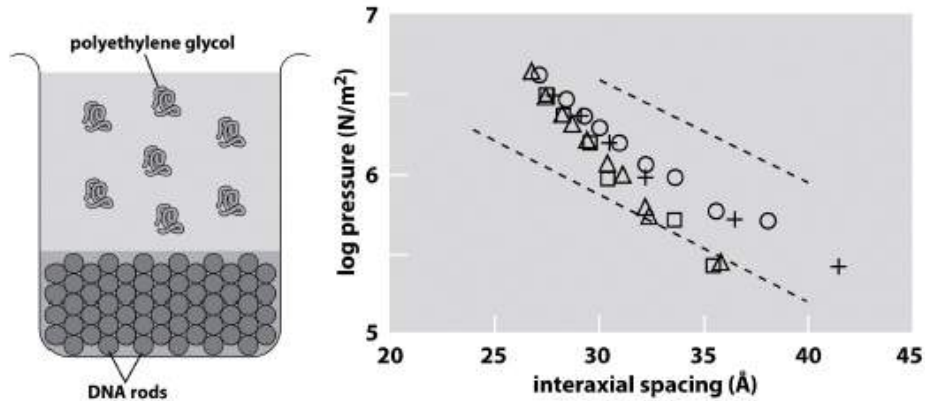 polyethylene glycol
DNA rods
log pressure (N/m²)
7
6
5
20 25 30 35 40 45
interaxial spacing (Å)